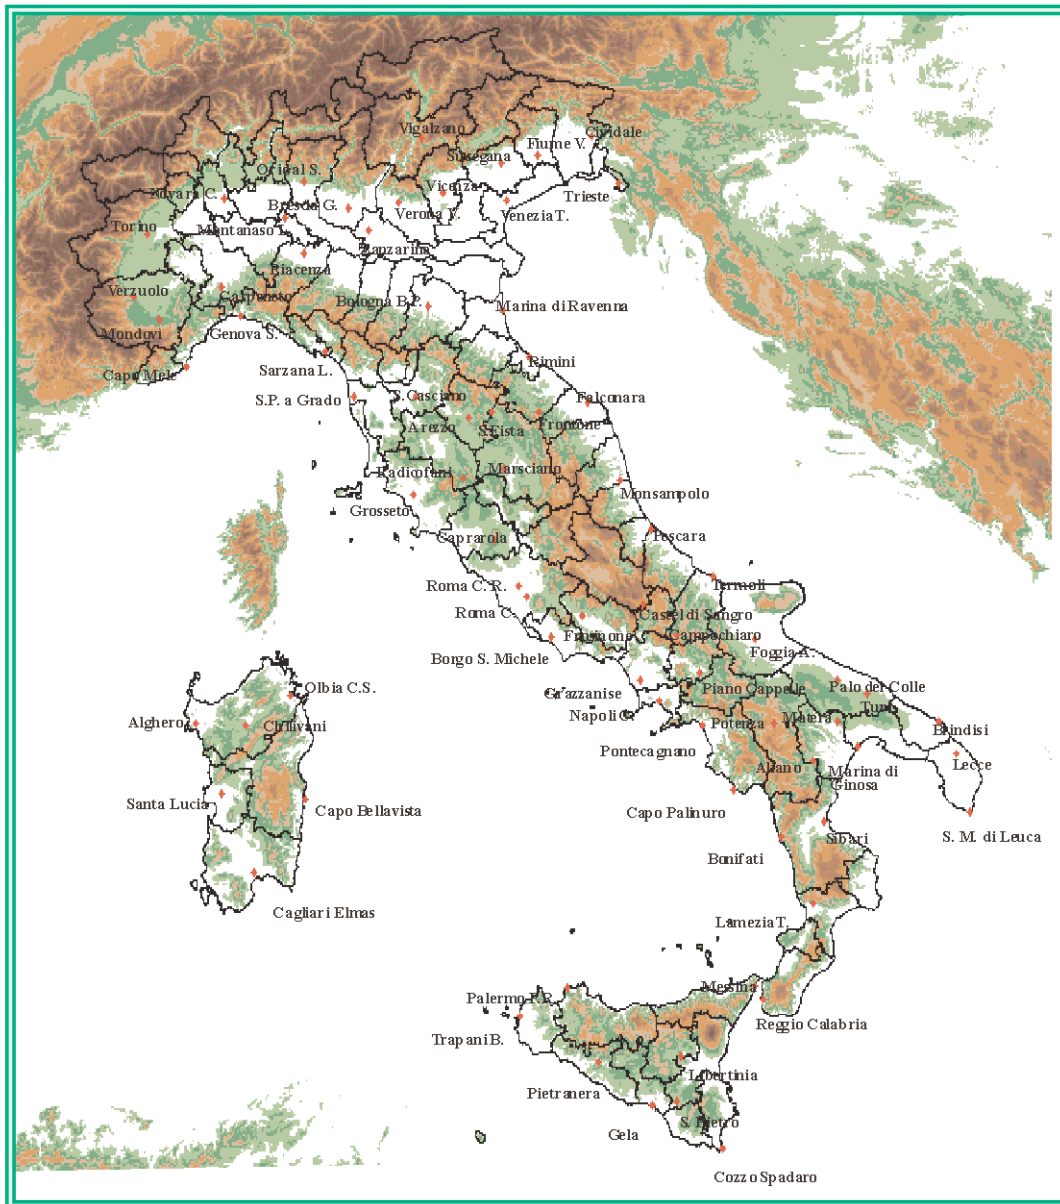 Vigalzano
Cividale
Fiume V.
Susegana
Vicenza
Novara C.
Brescia G.
Verona V.
Trieste
Venezia T.
Torino
Montanaso L.
Zanzarina
Piacenza
Verzuolo
Carpeneto
Bologna B.P.
Marina di Ravenna
Mondovi
Genova S.
Capo Mele
Sarzana L.
Rimini
S.P. a Grado
S. Casciano
Falconara
Arezzo
Frontone
Radicofani
Marsciano
Monsampolo
Grosseto
Pescara
Caprarola
Roma C. R.
Termoli
Roma C.
Castel di Sangro
Frosinone
Campochiaro
Borgo S. Michele
Foggia A.
Grazzanise
Piano Cappelle
Palo del Colle
Olbia C.S.
Turi
Alghero
Chilivani
Napoli C.
Potenza
Matera
Brindisi
Pontecagnano
Aliano
Marina di
Ginosa
Lecce
Santa Lucia
Capo Bellavista
Capo Palinuro
S. M. di Leuca
Sibari
Bonifati
Cagliari Elmas
Lamezia T.
Messina
Palermo P.R.
Reggio Calabria
Trapani B.
Libertinia
Pietranera
S. Pietro
Gela
Cozzo Spadaro